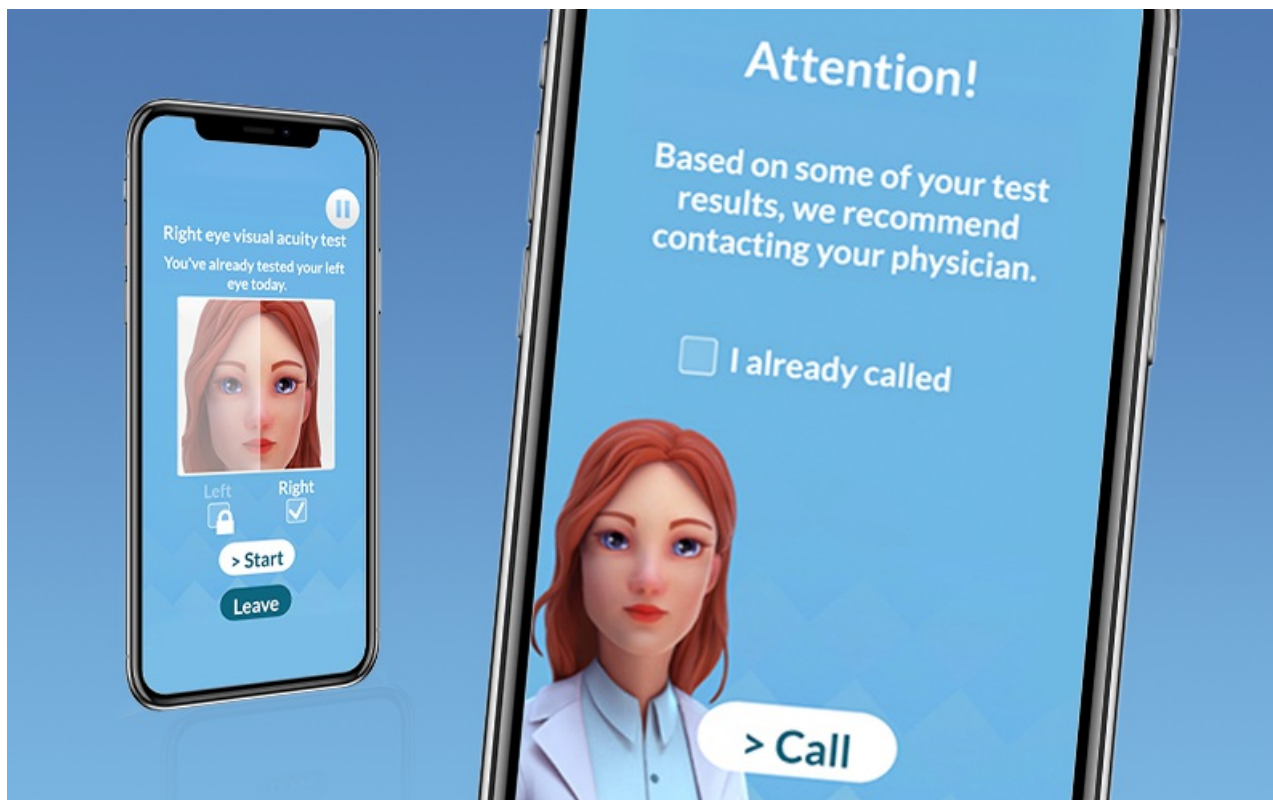 Right eye visual acuity test
You've already tested your left
eye today.
Left
Right
> Start
Leave
Attention!
Based on some of your test
results, we recommend
contacting your physician.
I already called
> Call